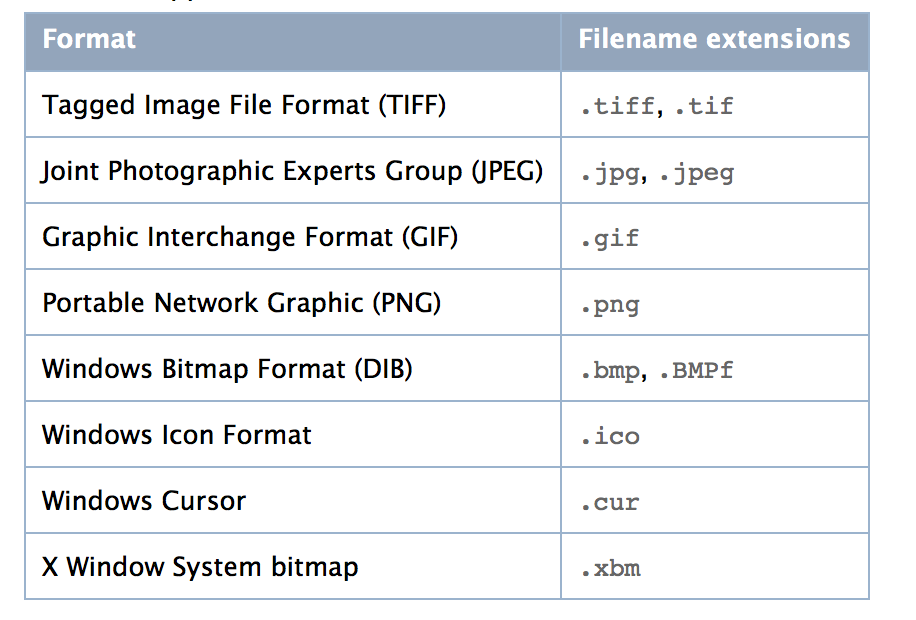 Format Filename extensions
Tagged Image File Format (TIFF) .tiff, .tif
Joint Photographic Experts Group (JPEG) .jpg, .jpeg
Graphic Interchange Format (GIF) .gif
Portable Network Graphic (PNG) .png
Windows Bitmap Format (DIB) .bmp, .BMPf
Windows Icon Format .ico
Windows Cursor .cur
X Window System bitmap .xbm